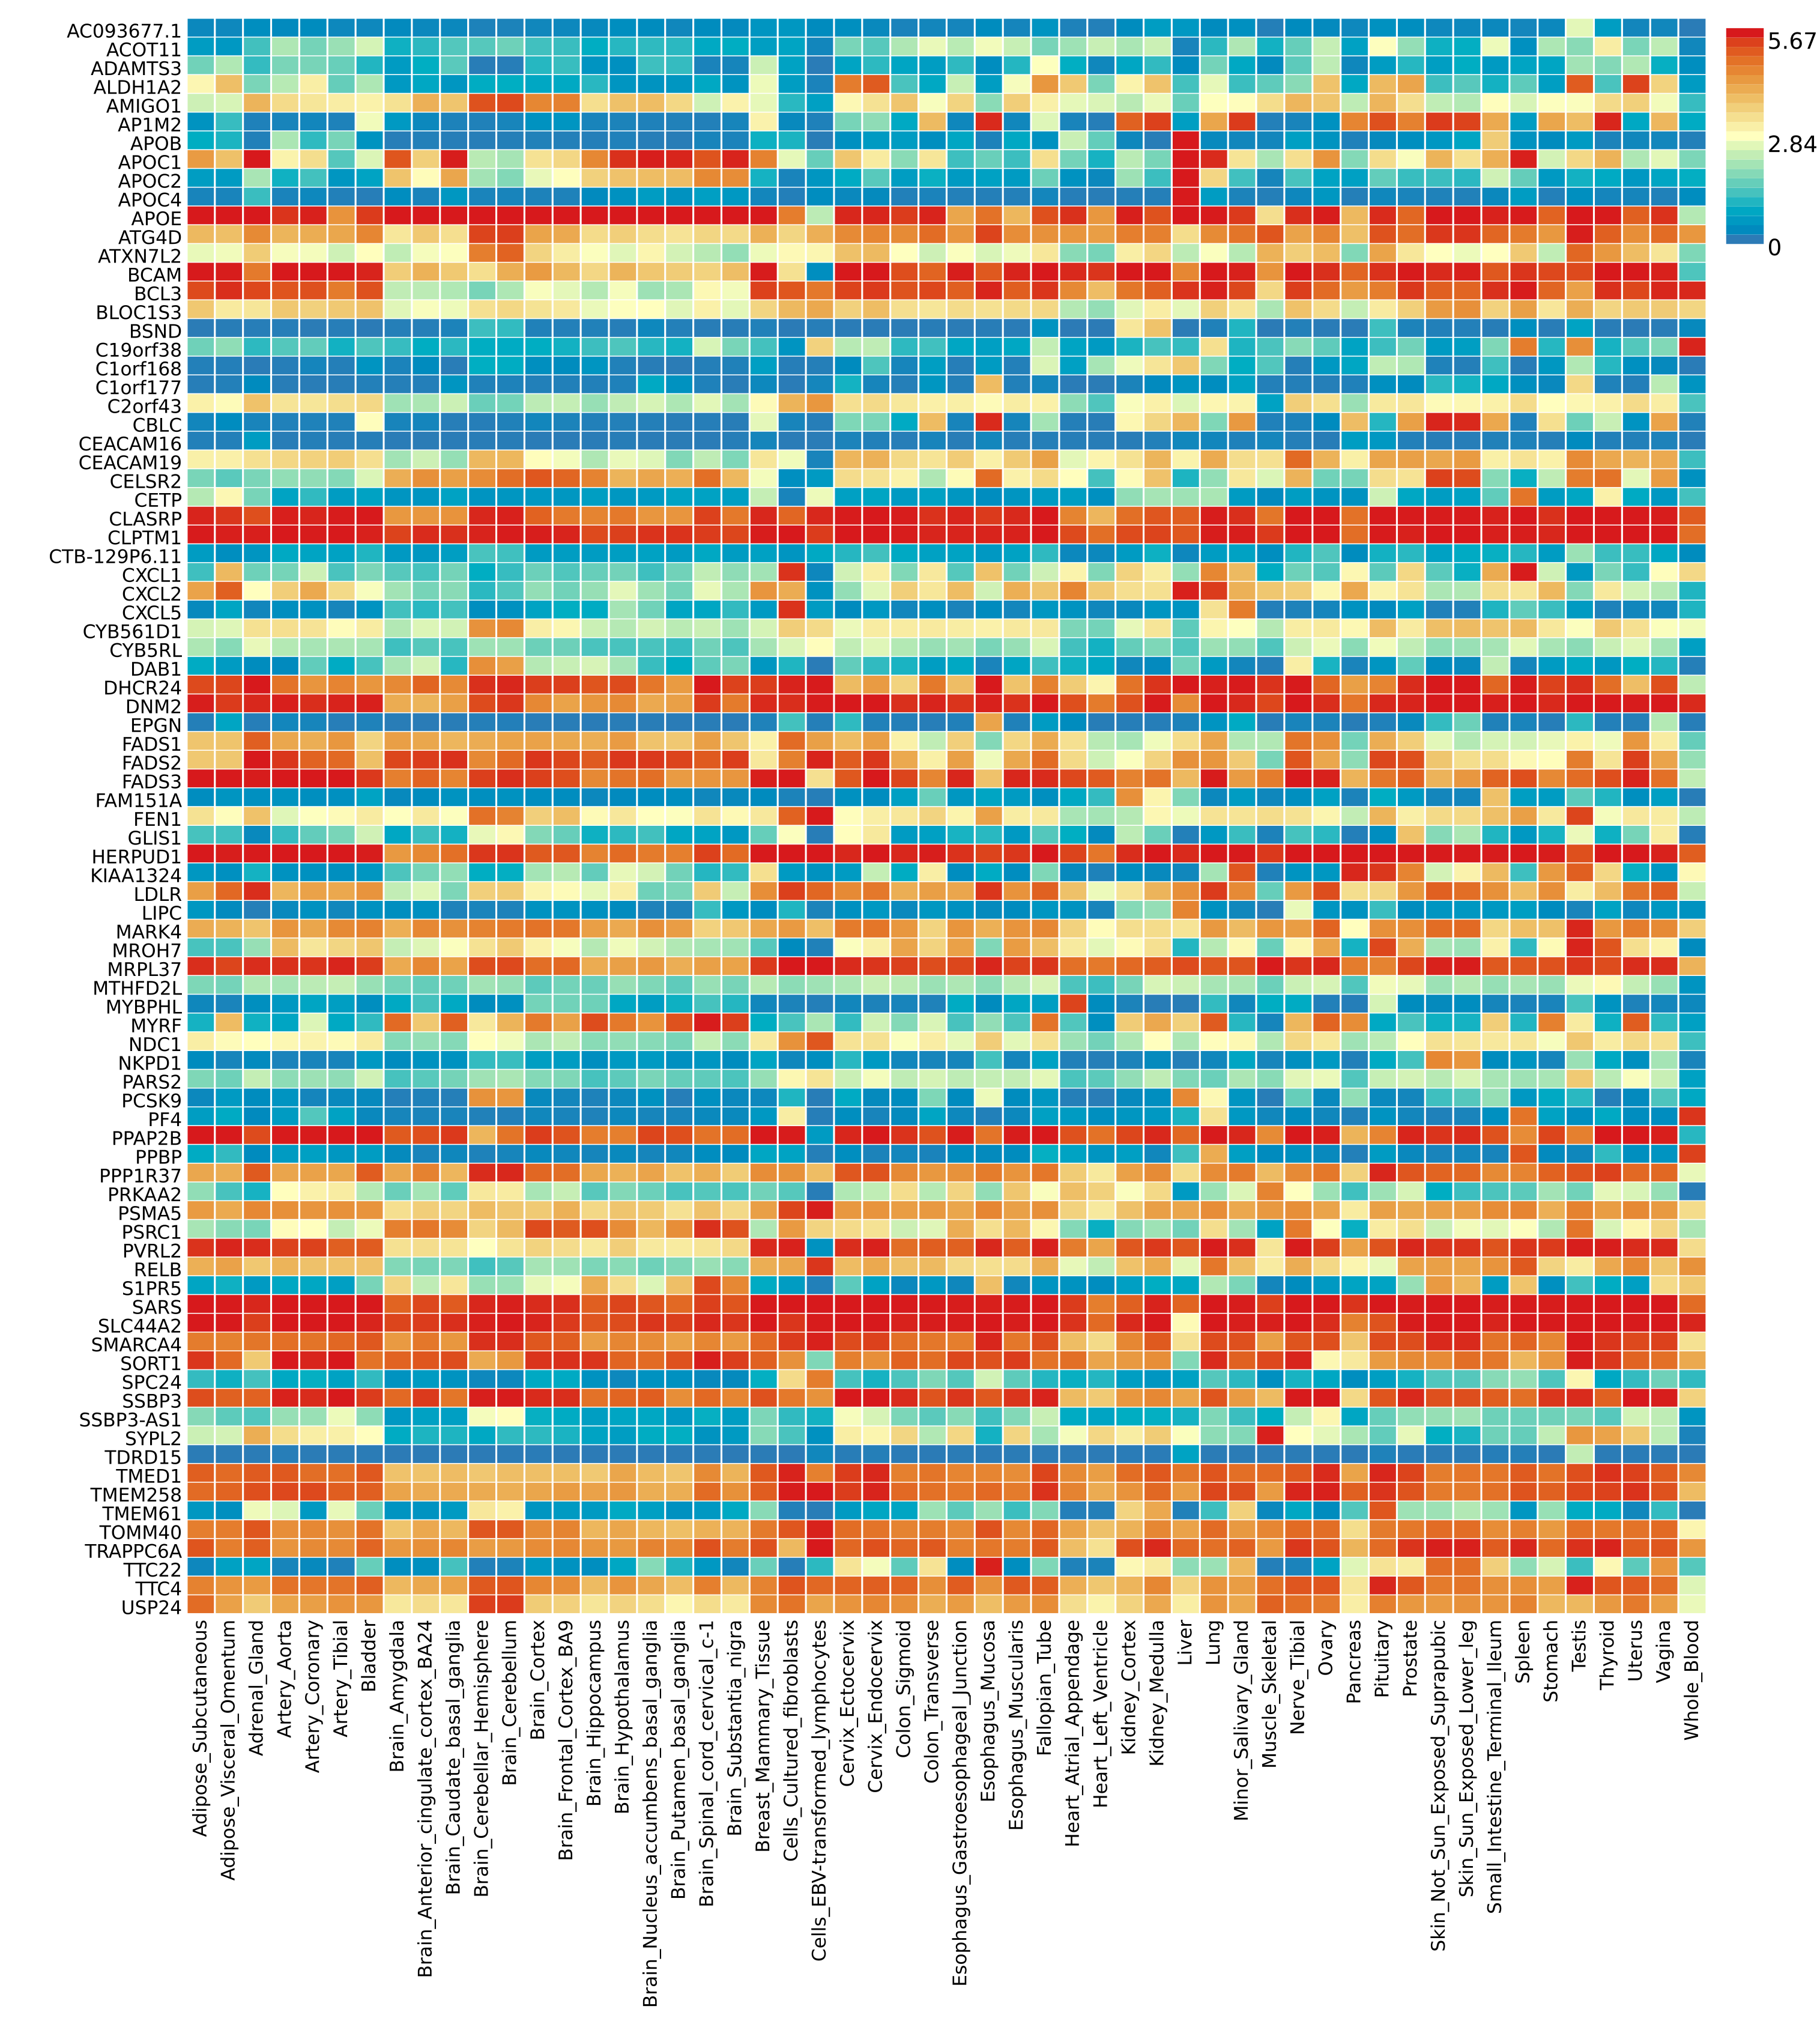 AC093677.1
ACOT11
ADAMTS3
ALDH1A2
AMIGO1
AP1M2
APOB
APOC1
APOC2
APOC4
APOE
ATG4D
ATXN7L2
BCAM
BCL3
BLOC1S3
BSND
C19orf38
C1orf168
C1orf177
C2orf43
CBLC
CEACAM16
CEACAM19
CELSR2
CETP
CLASRP
CLPTM1
CTB-129P6.11
CXCL1
CXCL2
CXCL5
CYB561D1
CYB5RL
DAB1
DHCR24
DNM2
EPGN
FADS1
FADS2
FADS3
FAM151A
FEN1
GLIS1
HERPUD1
KIAA1324
LDLR
LIPC
MARK4
MROH7
MRPL37
MTHFD2L
MYBPHL
MYRF
NDC1
NKPD1
PARS2
PCSK9
PF4
PPAP2B
PPBP
PPP1R37
PRKAA2
PSMA5
PSRC1
PVRL2
RELB
S1PR5
SARS
SLC44A2
SMARCA4
SORT1
SPC24
SSBP3
SSBP3-AS1
SYPL2
TDRD15
TMED1
TMEM258
TMEM61
TOMM40
TRAPPC6A
TTC22
TTC4
USP24
5.67
2.84
0
Adipose_Subcutaneous
Adipose_Visceral_Omentum
Adrenal_Gland
Artery_Aorta
Artery_Coronary
Artery_Tibial
Bladder
Brain_Amygdala
Brain_Anterior_cingulate_cortex_BA24
Brain_Caudate_basal_ganglia
Brain_Cerebellar_Hemisphere
Brain_Cerebellum
Brain_Cortex
Brain_Frontal_Cortex_BA9
Brain_Hippocampus
Brain_Hypothalamus
Brain_Nucleus_accumbens_basal_ganglia
Brain_Putamen_basal_ganglia
Brain_Spinal_cord_cervical_c-1
Brain_Substantia_nigra
Breast_Mammary_Tissue
Cells_Cultured_fibroblasts
Cells_EBV-transformed_lymphocytes
Cervix_Ectocervix
Cervix_Endocervix
Colon_Sigmoid
Colon_Transverse
Esophagus_Gastroesophageal_Junction
Esophagus_Mucosa
Esophagus_Muscularis
Fallopian_Tube
Heart_Atrial_Appendage
Heart_Left_Ventricle
Kidney_Cortex
Kidney_Medulla
Liver
Lung
Minor_Salivary_Gland
Muscle_Skeletal
Nerve_Tibial
Ovary
Pancreas
Pituitary
Prostate
Skin_Not_Sun_Exposed_Suprapubic
Skin_Sun_Exposed_Lower_leg
Small_Intestine_Terminal_Ileum
Spleen
Stomach
Testis
Thyroid
Uterus
Vagina
Whole_Blood